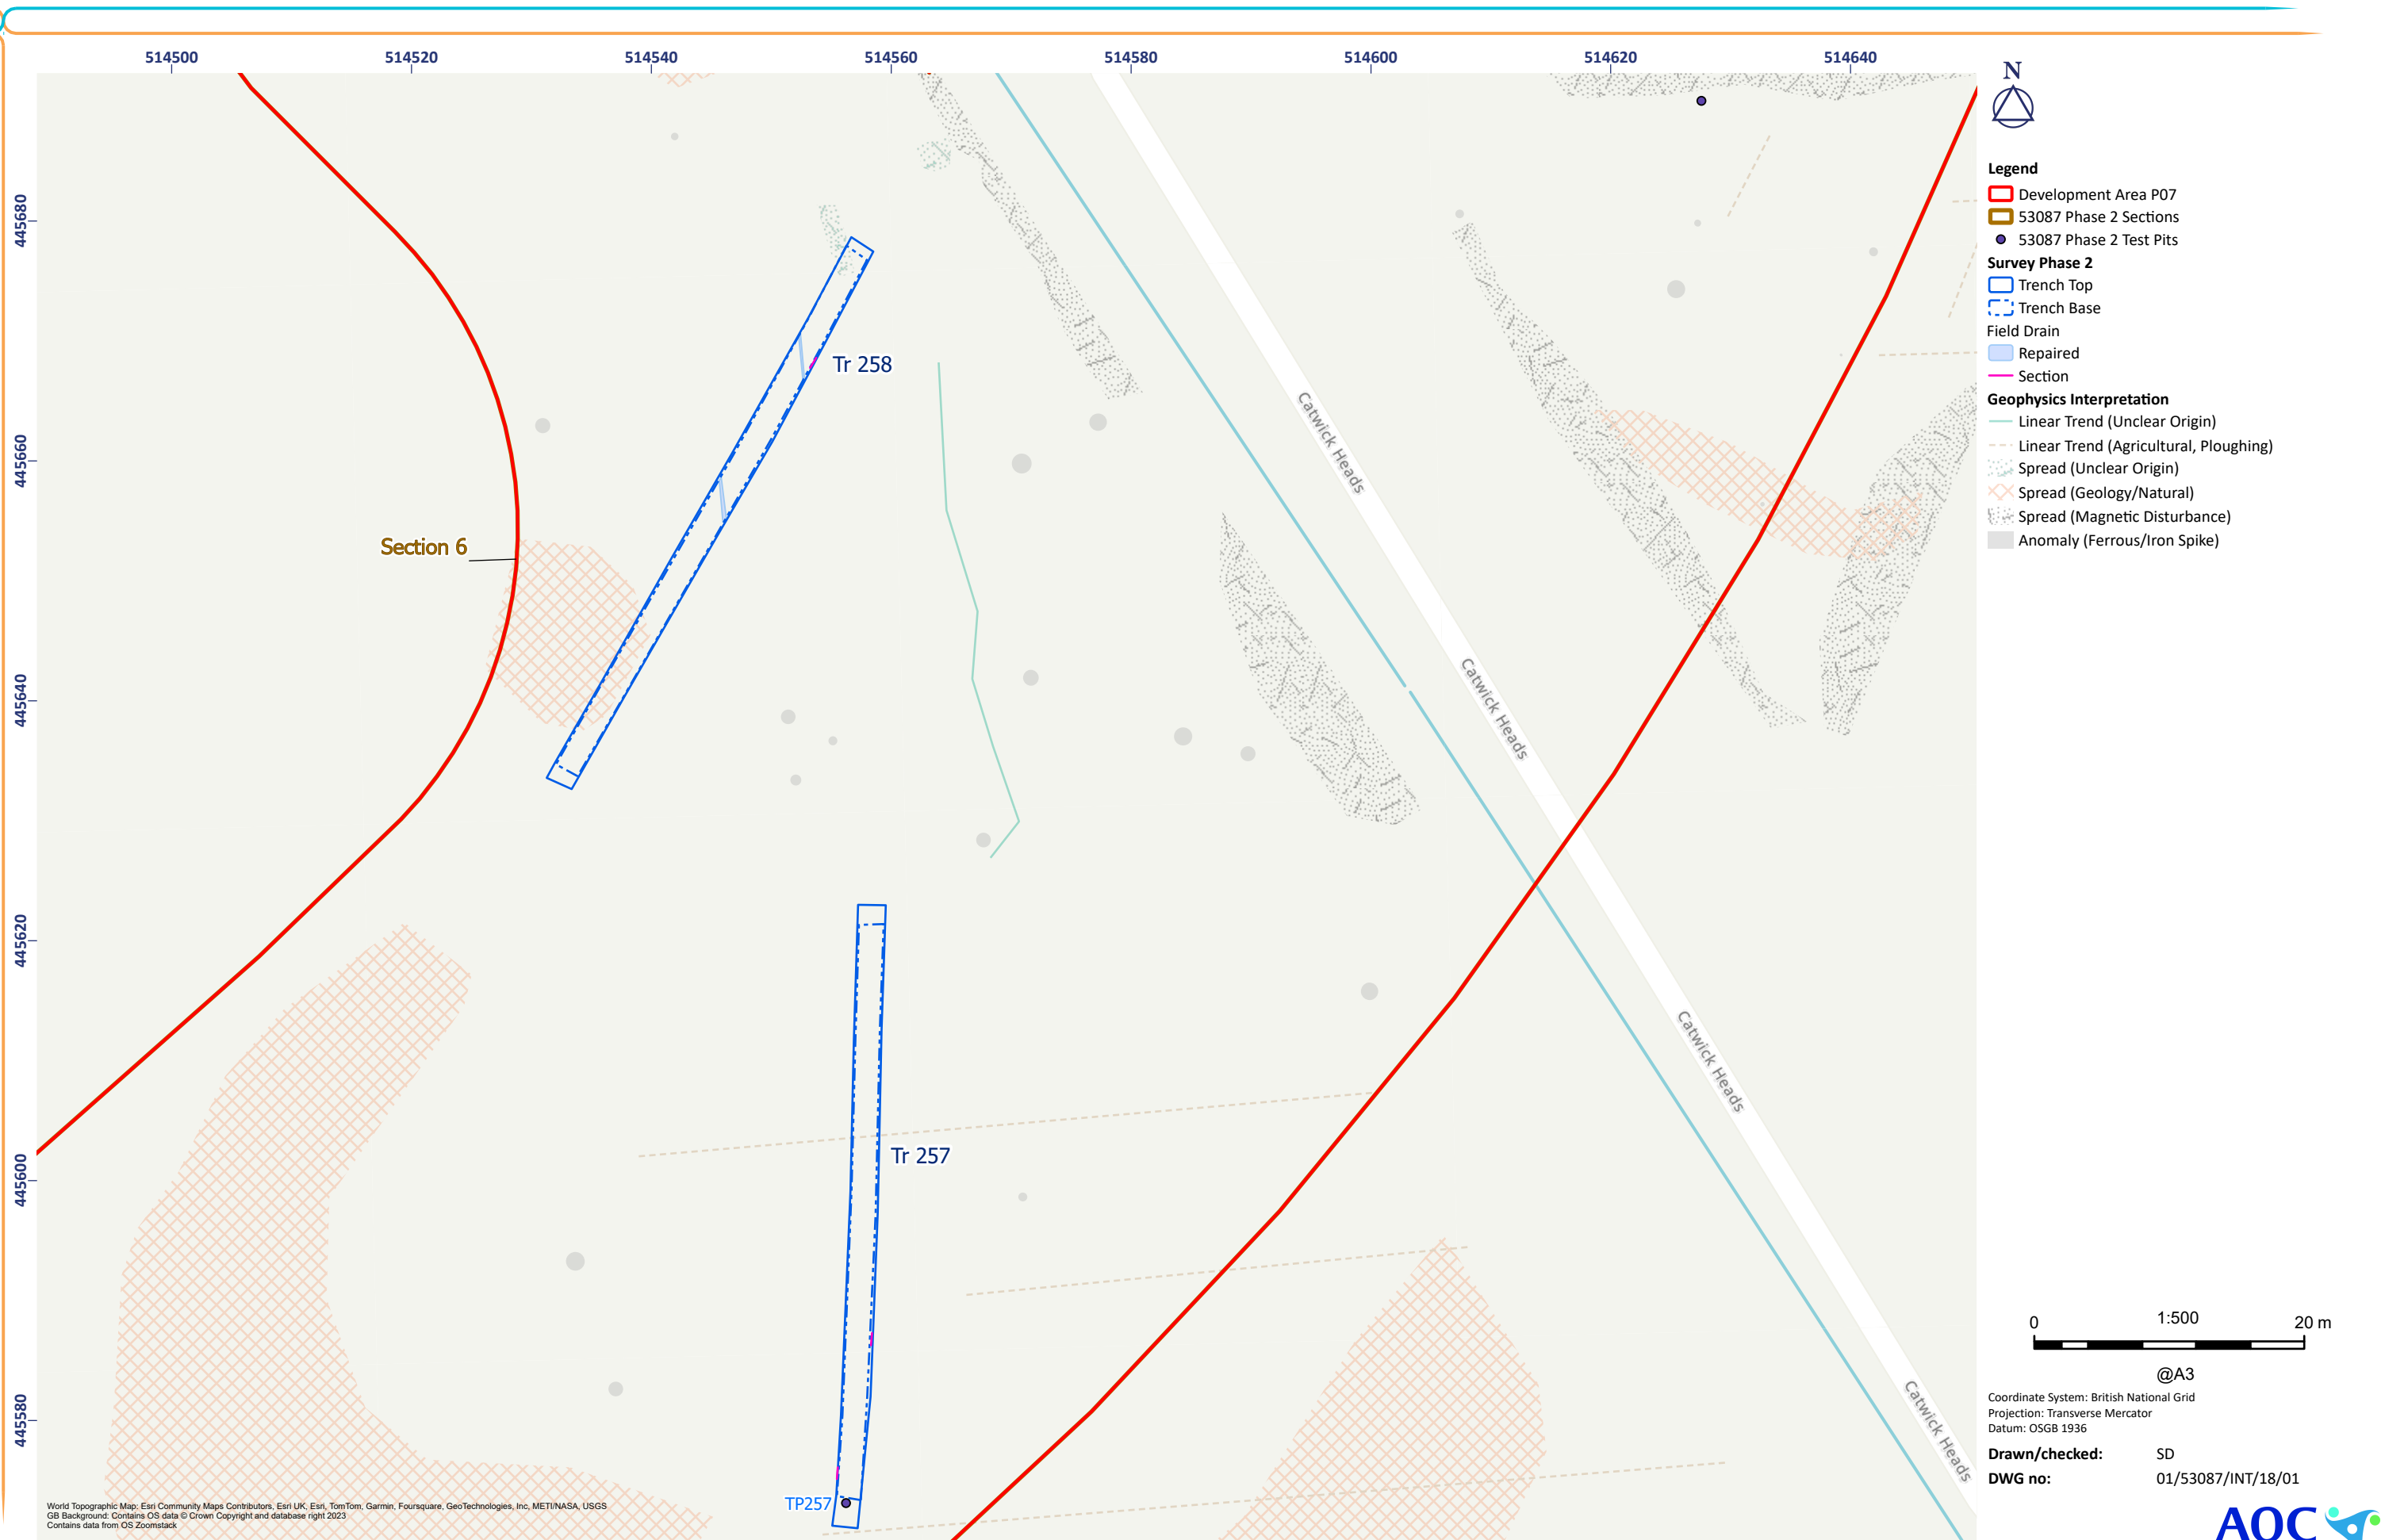 514500 514520 514540 514560 514580 514600 514620 514640
445680
445660
445640
445620
445600
445580
Tr 258
Section 6
Tr 257
TP257
Catwick Heads
Catwick Heads
Catwick Heads
Catwick Heads
World Topographic Map: Esri Community Maps Contributors, Esri UK, Esri, TomTom, Garmin, Foursquare, GeoTechnologies, Inc, METI/NASA, USGS
GB Background: Contains OS data © Crown Copyright and database right 2023
Contains data from OS Zoomstack
N
Legend
Development Area P07
53087 Phase 2 Sections
53087 Phase 2 Test Pits
Survey Phase 2
Trench Top
Trench Base
Field Drain
Repaired
Section
Geophysics Interpretation
Linear Trend (Unclear Origin)
Linear Trend (Agricultural, Ploughing)
Spread (Unclear Origin)
Spread (Geology/Natural)
Spread (Magnetic Disturbance)
Anomaly (Ferrous/Iron Spike)
0 1:500 20 m
@A3
Coordinate System: British National Grid
Projection: Transverse Mercator
Datum: OSGB 1936
Drawn/checked: SD
DWG no: 01/53087/INT/18/01
AOC